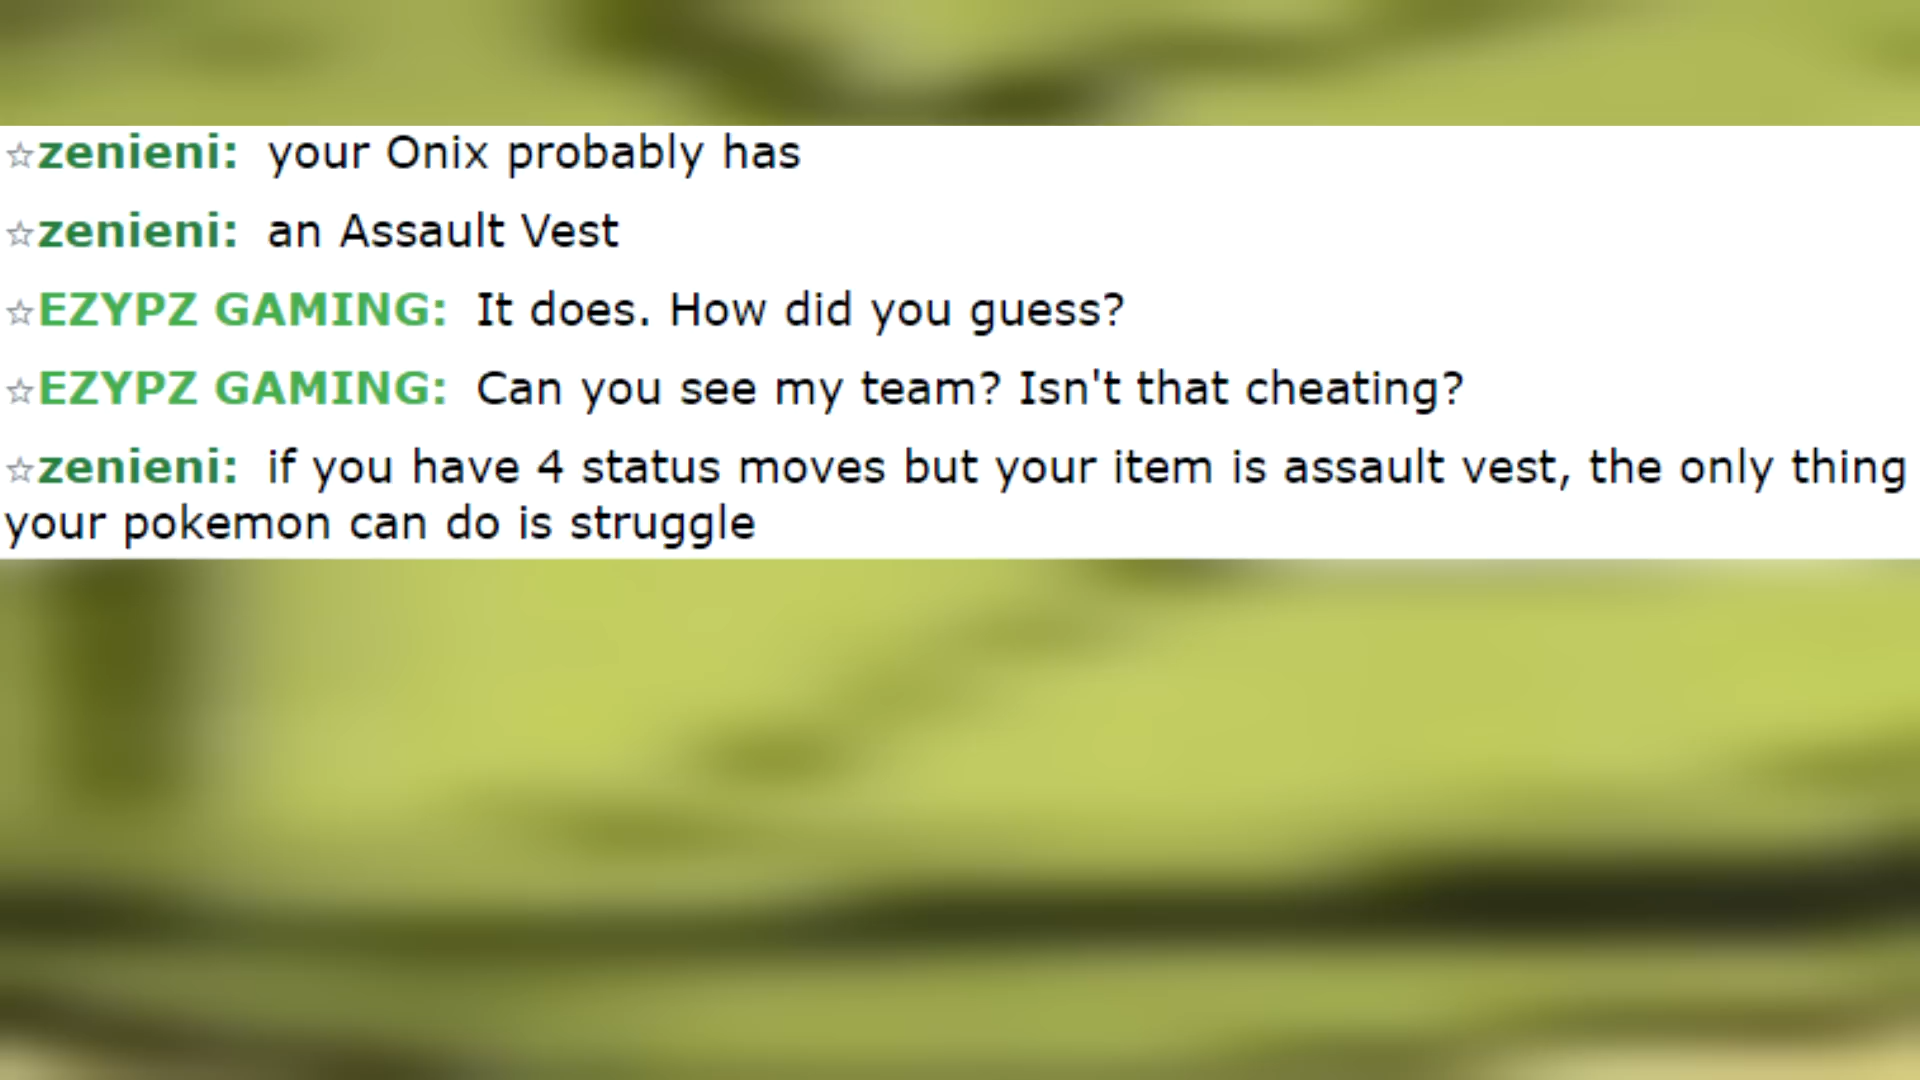 ☆zenieni: your Onix probably has
☆zenieni: an Assault Vest
☆EZYPZ GAMING: It does. How did you guess?
☆EZYPZ GAMING: Can you see my team? Isn't that cheating?
☆zenieni: if you have 4 status moves but your item is assault vest, the only thing
your pokemon can do is struggle